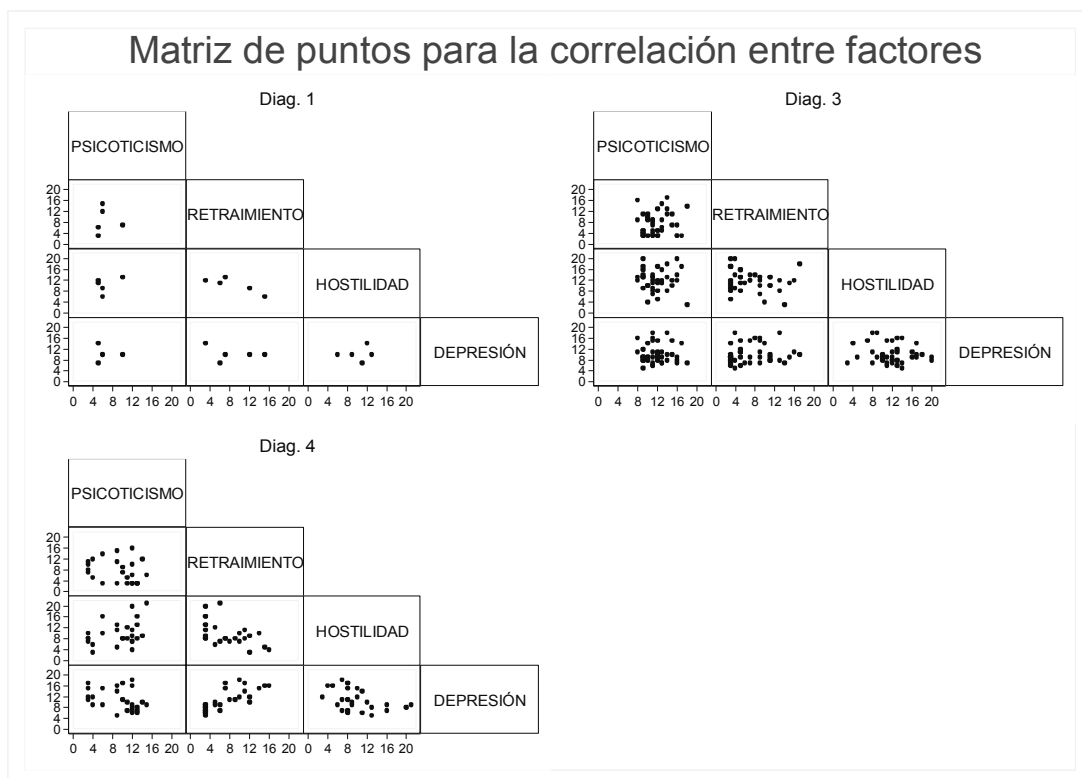 Matriz de puntos para la correlación entre factores
Diag. 1
PSICOTICISMO
20
16
12
8
4
0
RETRAIMIENTO
20
16
12
8
4
0
HOSTILIDAD
20
16
12
8
4
0
DEPRESIÓN
0 4 8 12 16 20 0 4 8 12 16 20 0 4 8 12 16 20
Diag. 3
PSICOTICISMO
20
16
12
8
4
0
RETRAIMIENTO
20
16
12
8
4
0
HOSTILIDAD
20
16
12
8
4
0
DEPRESIÓN
0 4 8 12 16 20 0 4 8 12 16 20 0 4 8 12 16 20
Diag. 4
PSICOTICISMO
20
16
12
8
4
0
RETRAIMIENTO
20
16
12
8
4
0
HOSTILIDAD
20
16
12
8
4
0
DEPRESIÓN
0 4 8 12 16 20 0 4 8 12 16 20 0 4 8 12 16 20